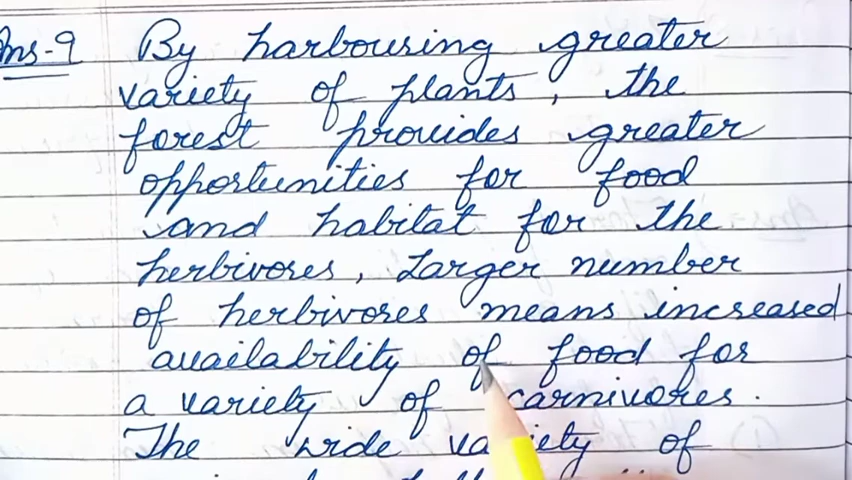 Ans-9 By harbousing greater
variety of plants, the
forest provides greater
opportunities for food
and habitat for the
herbivores, Larger number
of herbivores means increased
availability of food for
a variety of carnivores.
The wide variety of